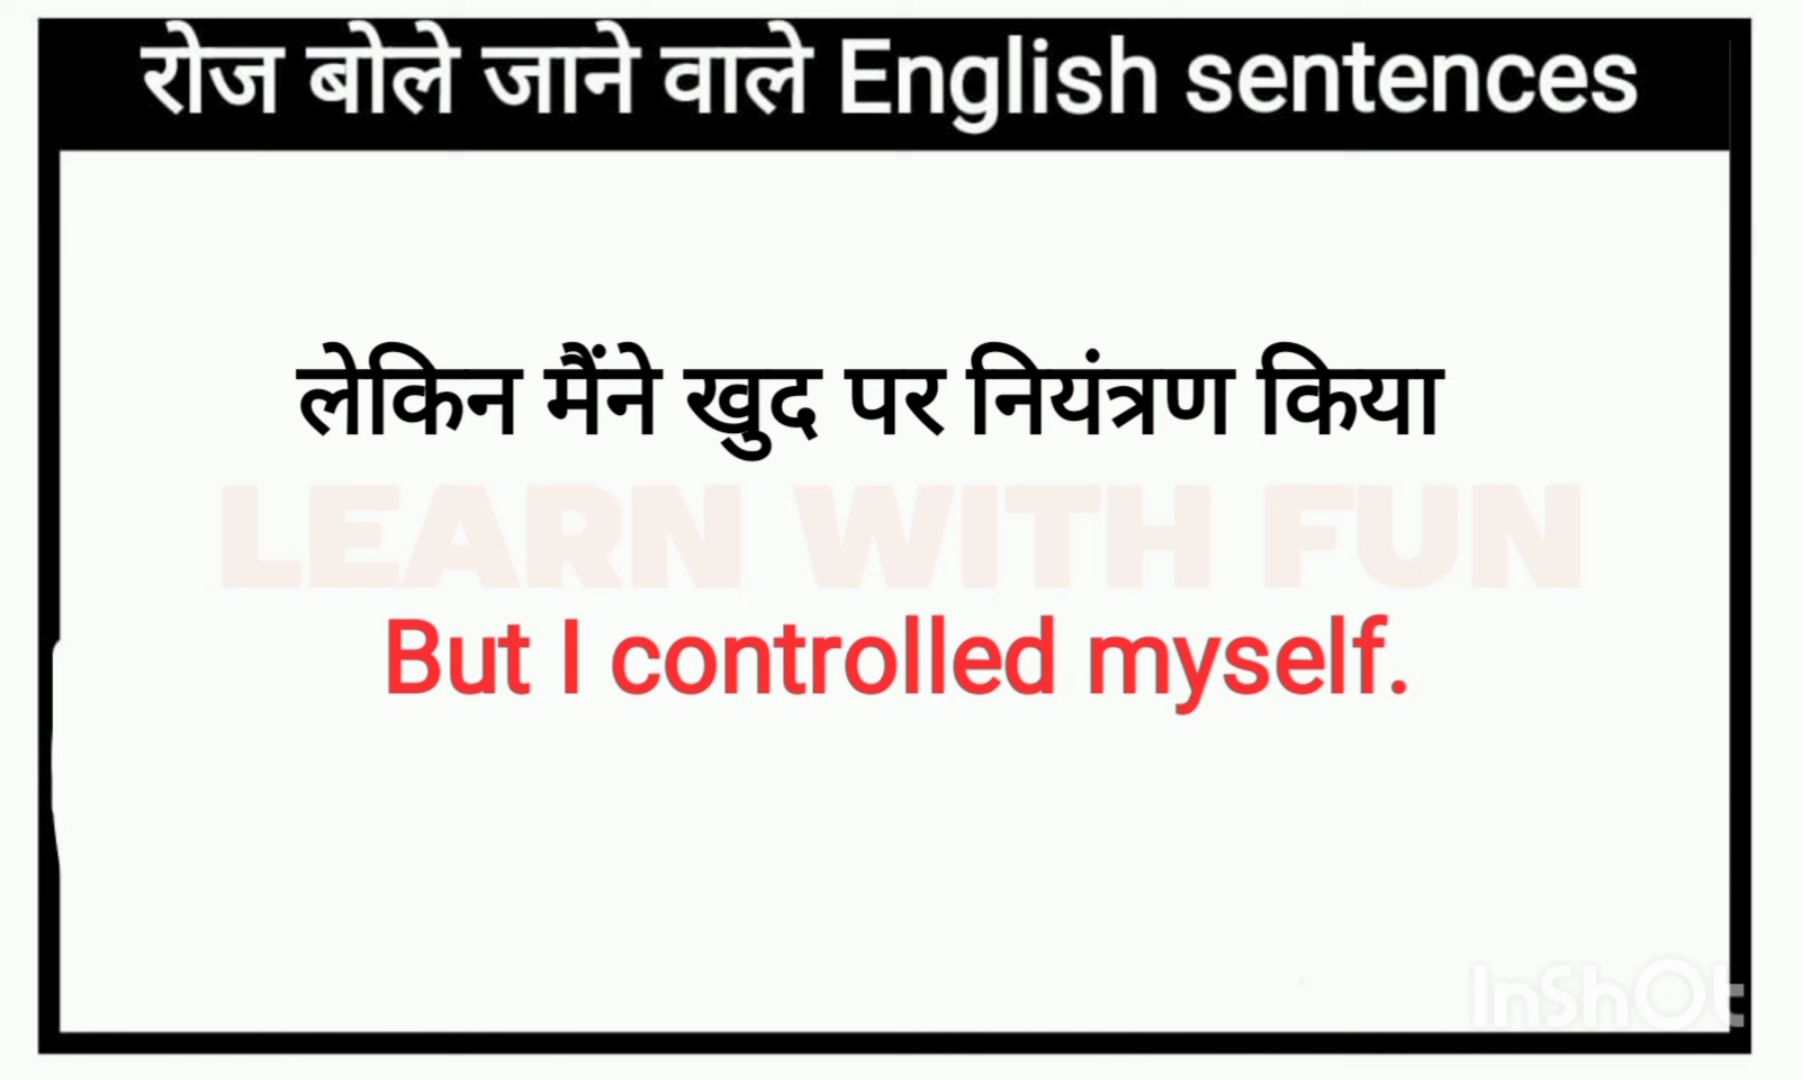 रोज बोले जाने वाले English sentences
लेकिन मैंने खुद पर नियंत्रण किया
LEARN WITH FUN
But I controlled myself.
InShOt